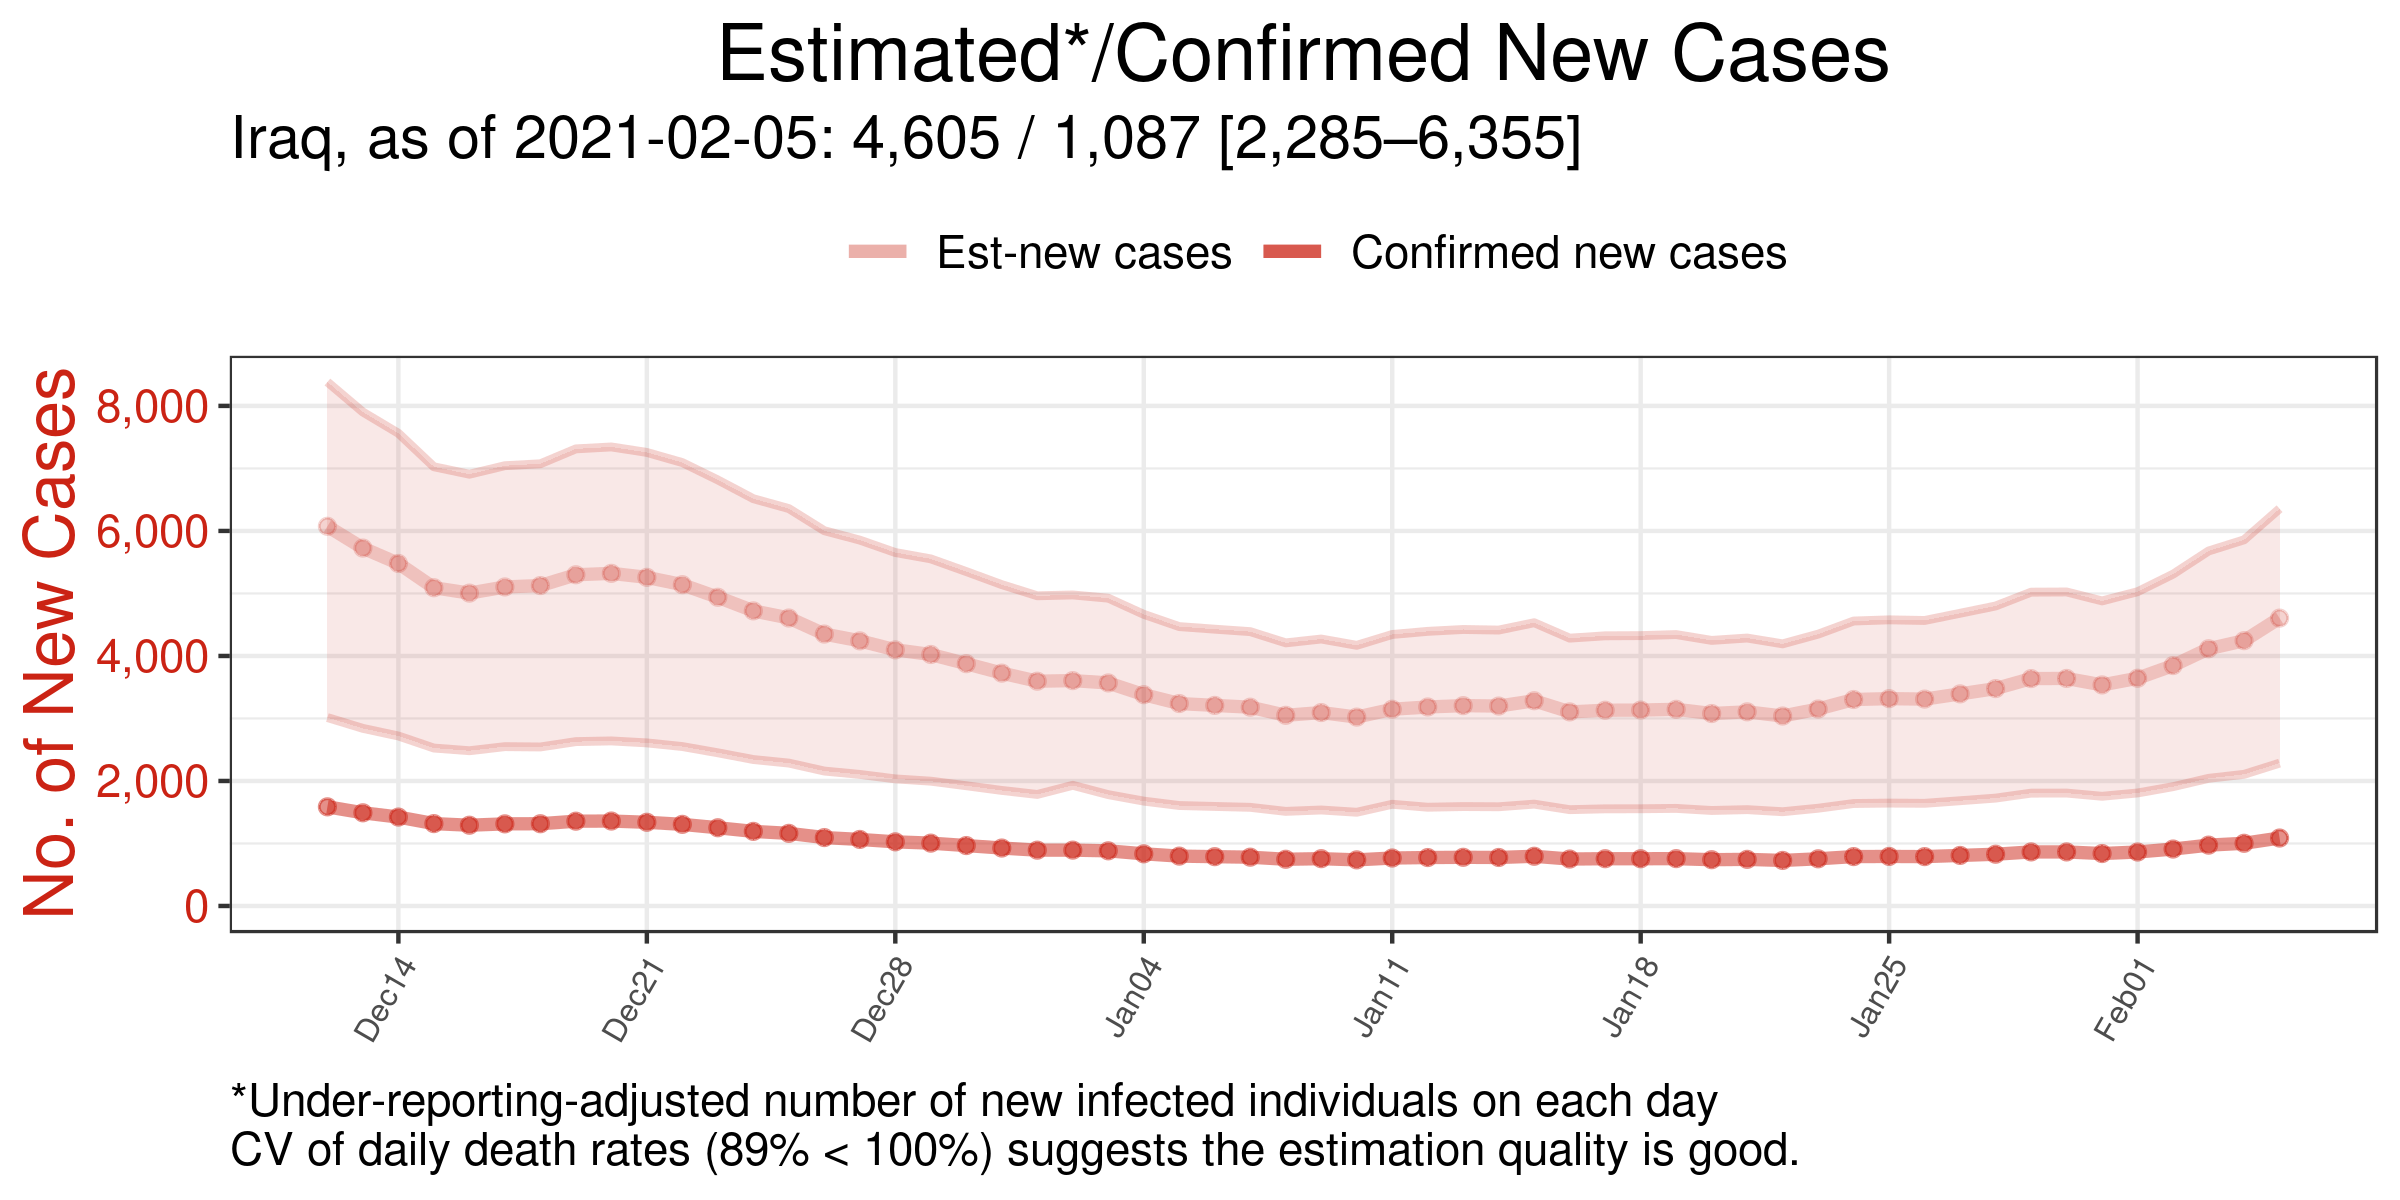 Estimated*/Confirmed New Cases
Iraq, as of 2021-02-05: 4,605 / 1,087 [2,285–6,355]
Est-new cases Confirmed new cases
No. of New Cases
8,000
6,000
4,000
2,000
0
Dec14 Dec21 Dec28 Jan04 Jan11 Jan18 Jan25 Feb01
*Under-reporting-adjusted number of new infected individuals on each day
CV of daily death rates (89% < 100%) suggests the estimation quality is good.